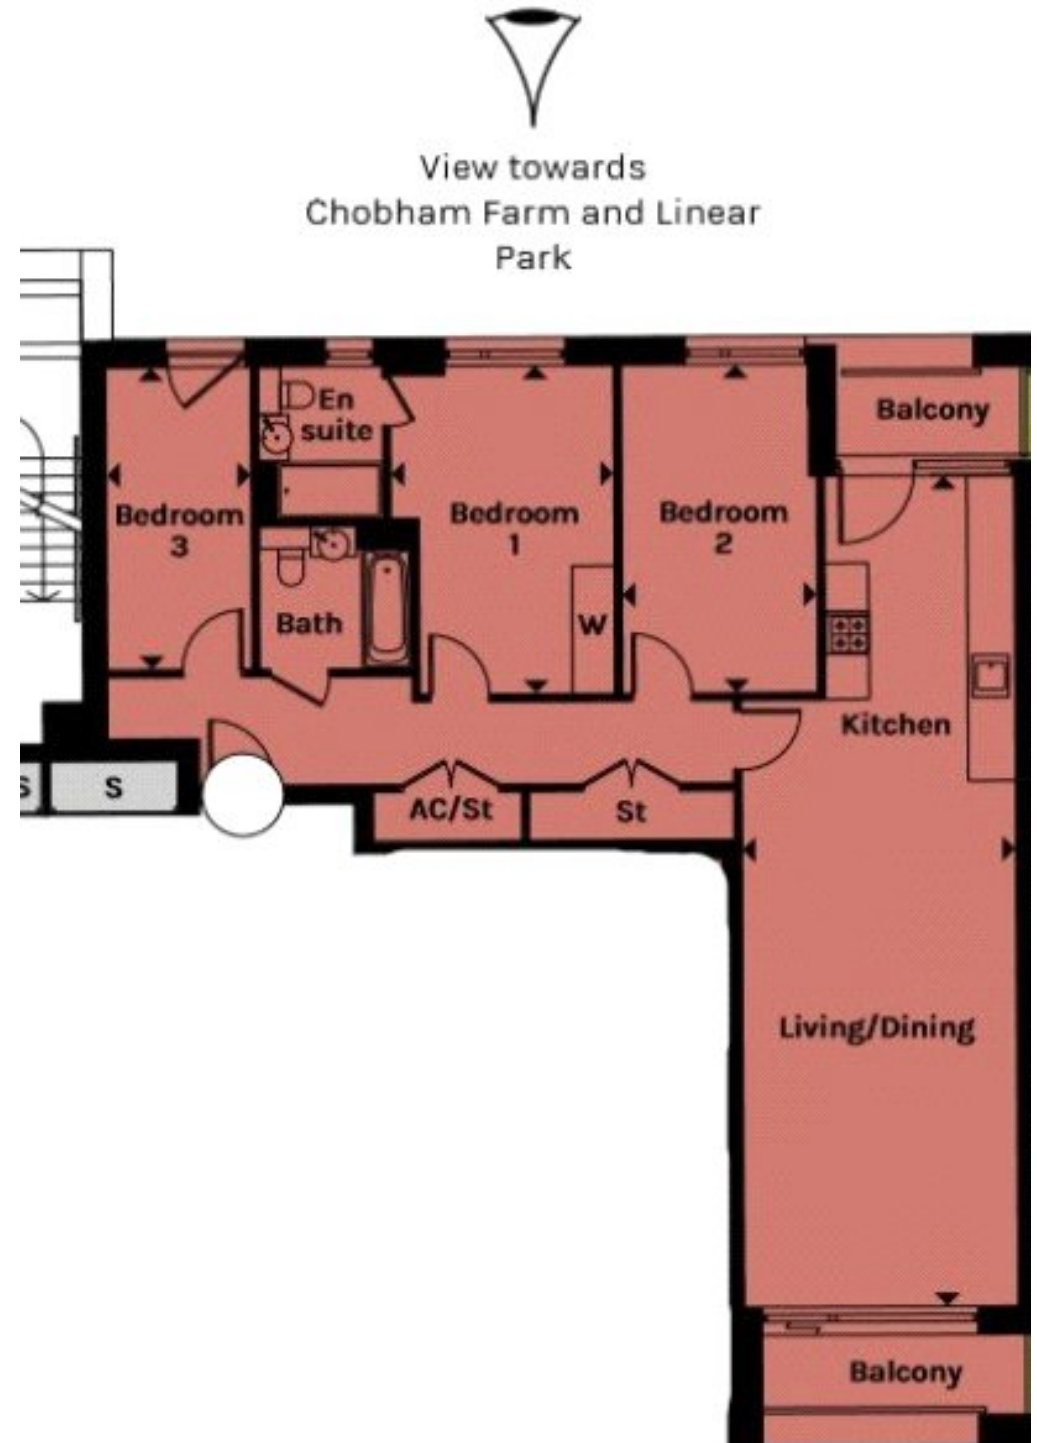 View towards
Chobham Farm and Linear
Park
En
suite
Balcony
Bedroom
3
Bedroom
1
Bedroom
2
Bath
W
Kitchen
S
S
AC/St
St
Living/Dining
Balcony